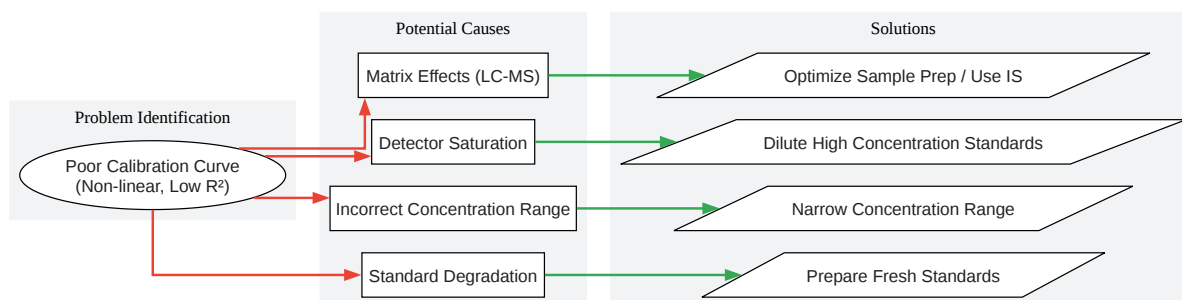 Problem Identification
Poor Calibration Curve
(Non-linear, Low R²)
Potential Causes
Matrix Effects (LC-MS)
Detector Saturation
Incorrect Concentration Range
Standard Degradation
Solutions
Optimize Sample Prep / Use IS
Dilute High Concentration Standards
Narrow Concentration Range
Prepare Fresh Standards